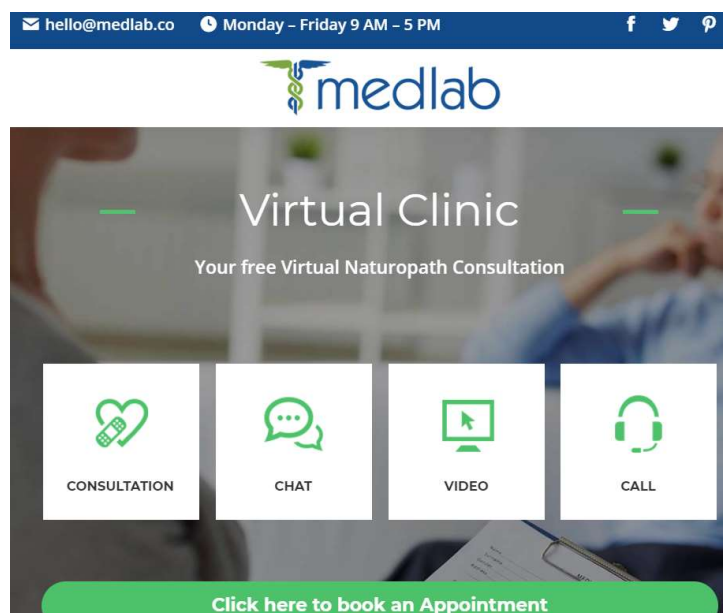 hello@medlab.co Monday – Friday 9 AM – 5 PM
medlab
Virtual Clinic
Your free Virtual Naturopath Consultation
CONSULTATION CHAT VIDEO CALL
Click here to book an Appointment